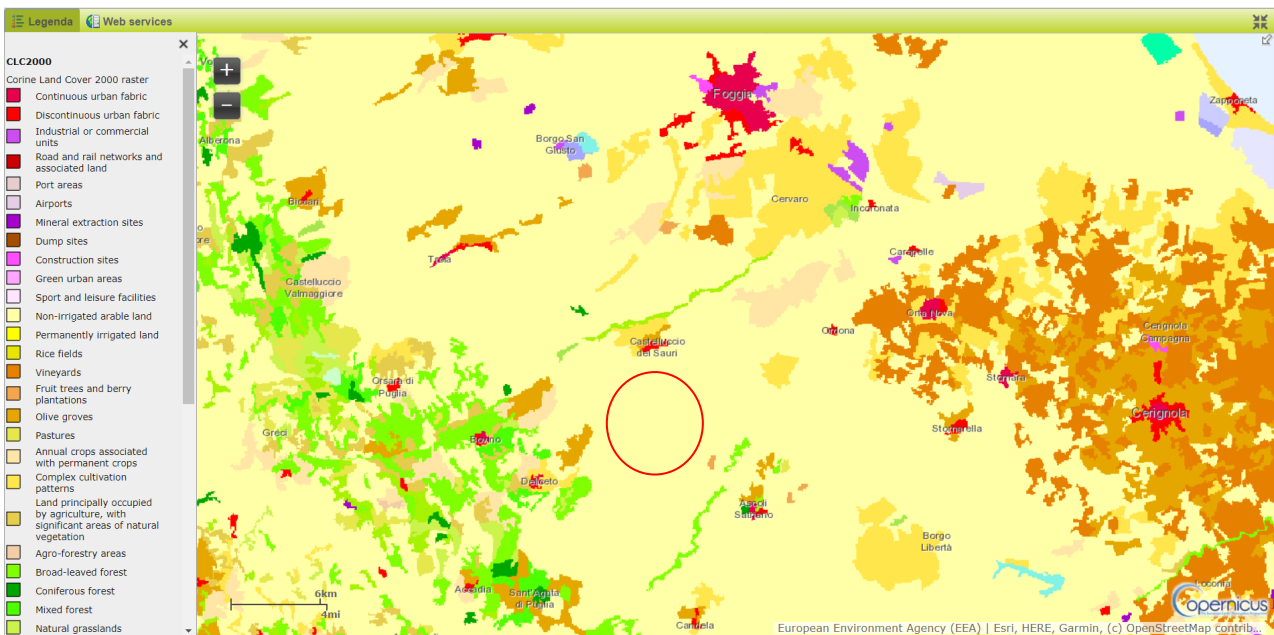 Legenda
Web services
CLC2000
Corine Land Cover 2000 raster
Continuous urban fabric
Discontinuous urban fabric
Industrial or commercial
units
Road and rail networks and
associated land
Port areas
Airports
Mineral extraction sites
Dump sites
Construction sites
Green urban areas
Sport and leisure facilities
Non-irrigated arable land
Permanently irrigated land
Rice fields
Vineyards
Fruit trees and berry
plantations
Olive groves
Pastures
Annual crops associated
with permanent crops
Complex cultivation
patterns
Land principally occupied
by agriculture, with
significant areas of natural
vegetation
Agro-forestry areas
Broad-leaved forest
Coniferous forest
Mixed forest
Natural grasslands
+
−
Foggia
Zapponeta
Alberona
Borgo San
Giusto
Biccari
Cervaro
Incoronata
Troia
Carapelle
Castelluccio
Valmaggiore
Orta Nova
Ordona
Cerignola
Campagna
Castelluccio
dei Sauri
Orsara di
Puglia
Stornara
Cerignola
Greci
Bovino
Stornarella
Deliceto
Ascoli
Satriano
Borgo
Libertà
Accadia
Sant'Agata
di Puglia
Candela
Loconia
6km
4mi
opernicus
European Environment Agency (EEA) | Esri, HERE, Garmin, (c) OpenStreetMap contrib...